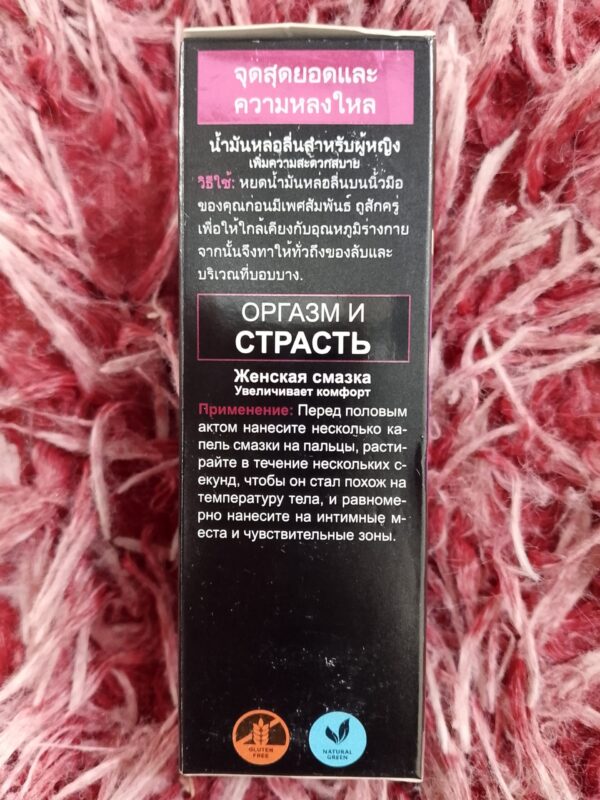 จุดสุดยอดและ
ความหลงใหล
น้ำมันหล่อลื่นสำหรับผู้หญิง
เพิ่มความสะดวกสบาย
วิธีใช้: หยดน้ำมันหล่อลื่นบนนิ้วมือ
ของคุณก่อนมีเพศสัมพันธ์ ถูสักครู่
เพื่อให้ใกล้เคียงกับอุณหภูมิร่างกาย
จากนั้นจึงทาให้ทั่วถึงของลับและ
บริเวณที่บอบบาง.
ОРГАЗМ И
СТРАСТЬ
Женская смазка
Увеличивает комфорт
Применение: Перед половым
актом нанесите несколько ка-
пель смазки на пальцы, расти-
райте в течение нескольких с-
екунд, чтобы он стал похож на
температуру тела, и равноме-
рно нанесите на интимные м-
еста и чувствительные зоны.
GLUTEN
FREE
NATURAL
GREEN